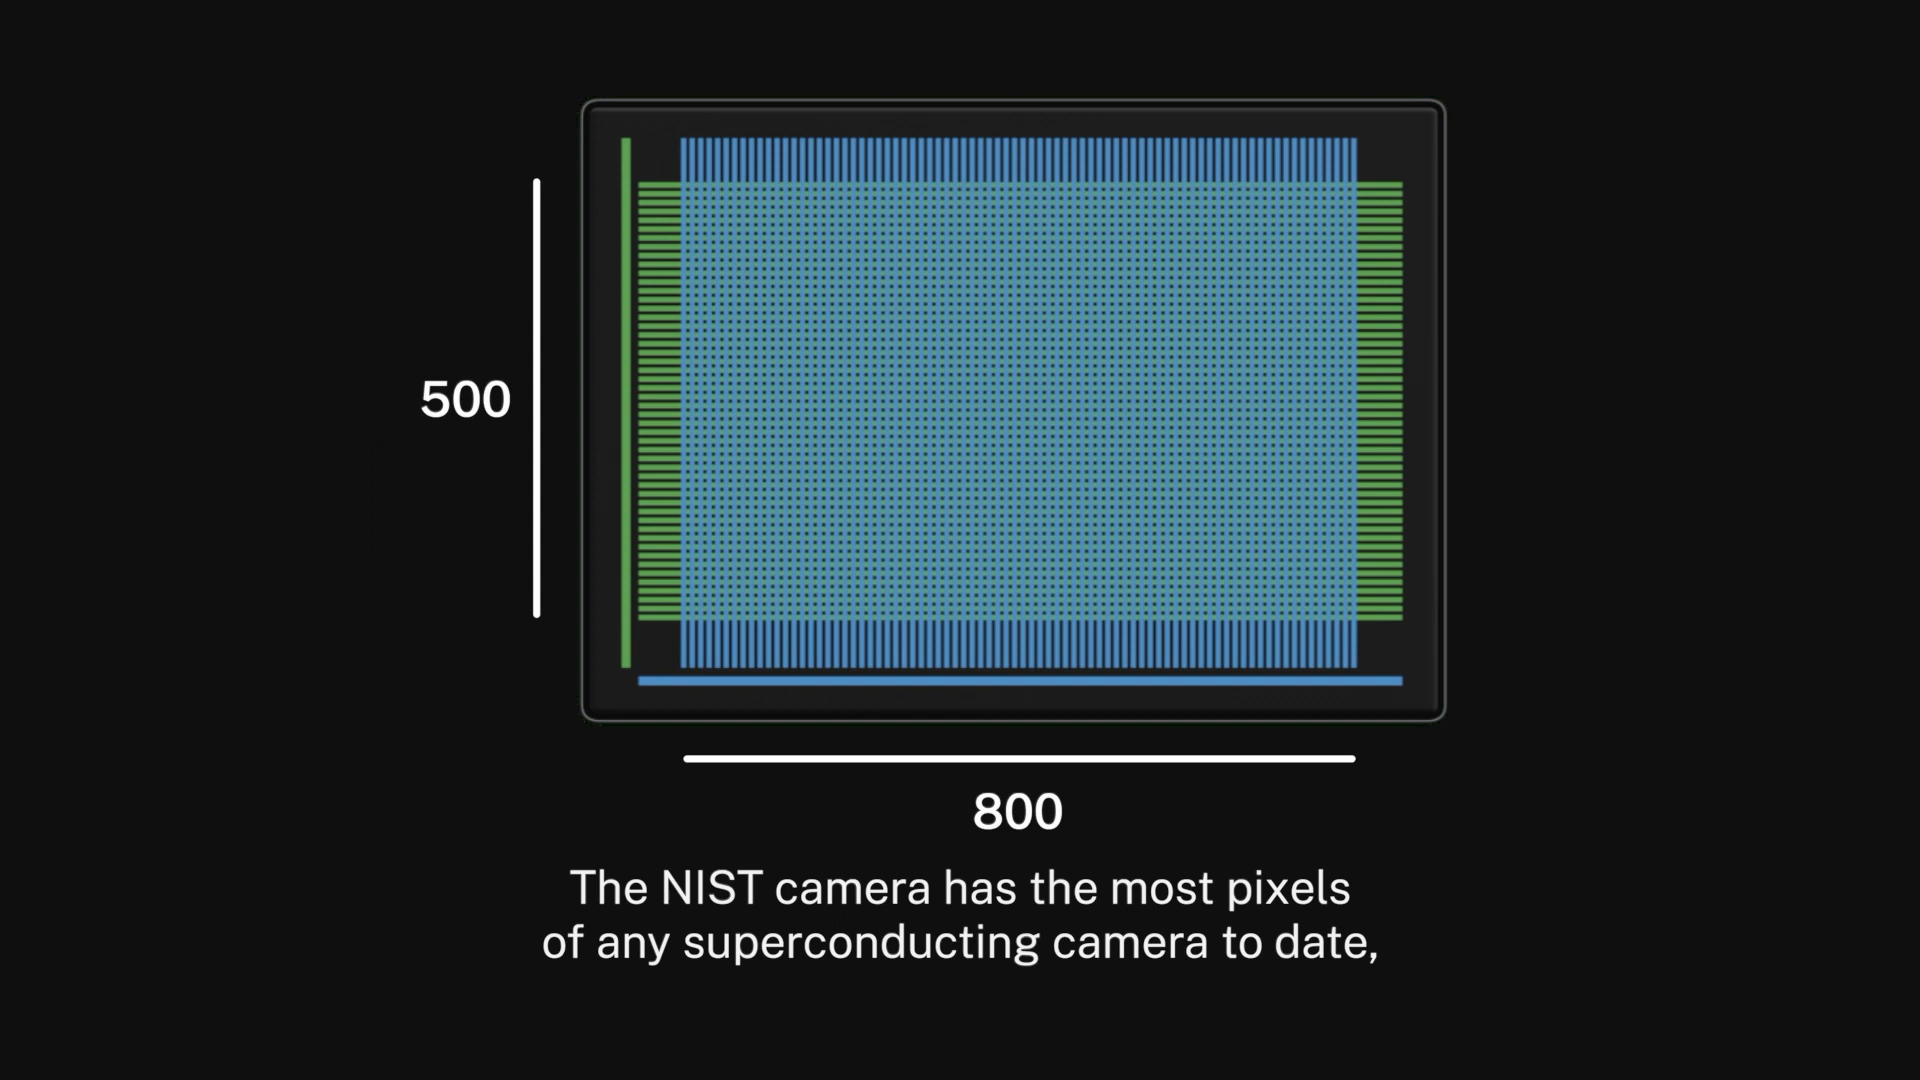 500
800
The NIST camera has the most pixels
of any superconducting camera to date,